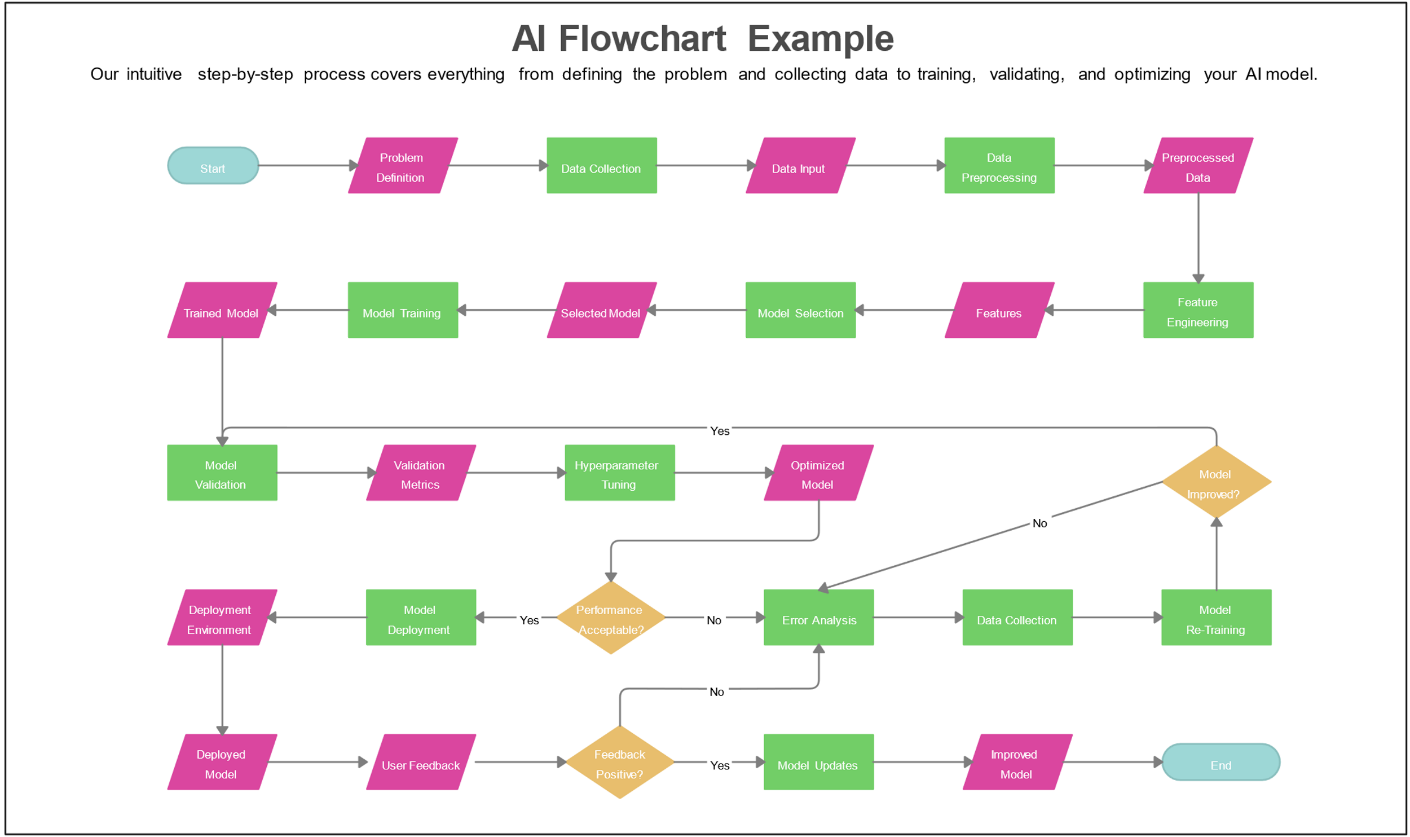 AI Flowchart Example
Our intuitive step-by-step process covers everything from defining the problem and collecting data to training, validating, and optimizing your AI model.
Start
Problem
Definition
Data Collection
Data Input
Data
Preprocessing
Preprocessed
Data
Trained Model
Model Training
Selected Model
Model Selection
Features
Feature
Engineering
Yes
Model
Validation
Validation
Metrics
Hyperparameter
Tuning
Optimized
Model
Model
Improved?
No
Deployment
Environment
Model
Deployment
Yes
Performance
Acceptable?
No
Error Analysis
Data Collection
Model
Re-Training
No
Deployed
Model
User Feedback
Feedback
Positive?
Yes
Model Updates
Improved
Model
End